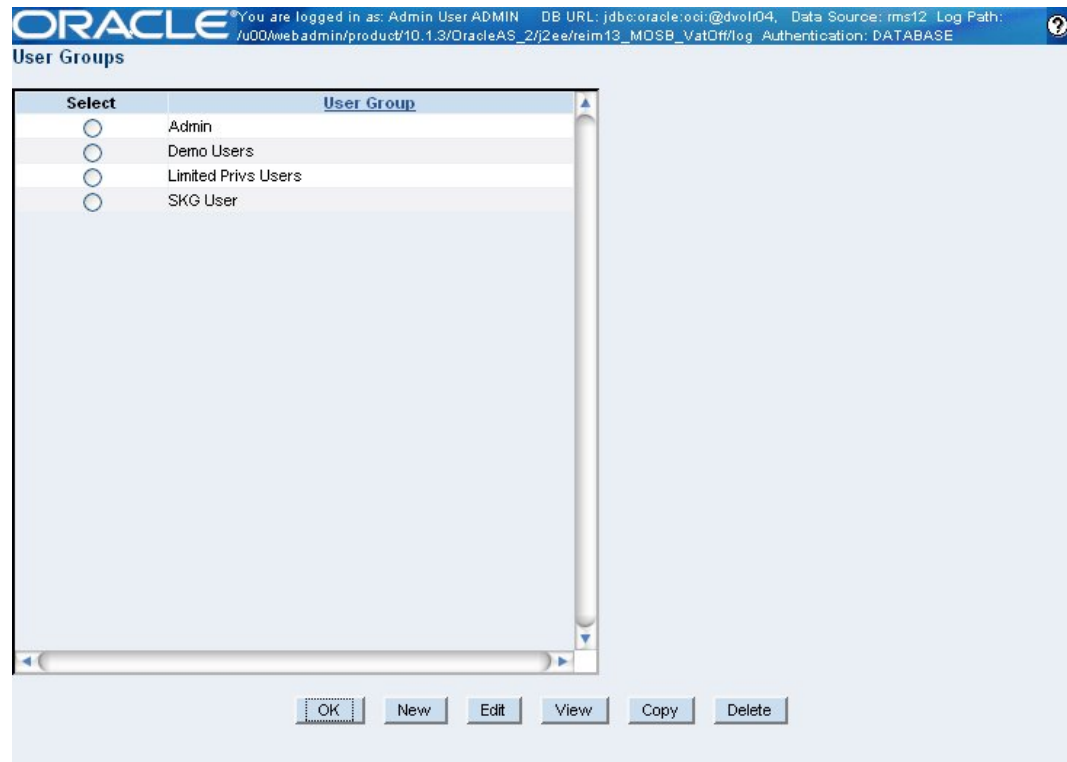 ORACLE® You are logged in as: Admin User ADMIN DB URL: jdbc:oracle:oci:@dvolr04, Data Source: rms12 Log Path:
/u00/webadmin/product/10.1.3/OracleAS_2/j2ee/reim13_MOSB_VatOff/log Authentication: DATABASE
?
User Groups
Select User Group
Admin
Demo Users
Limited Privs Users
SKG User
OK New Edit View Copy Delete